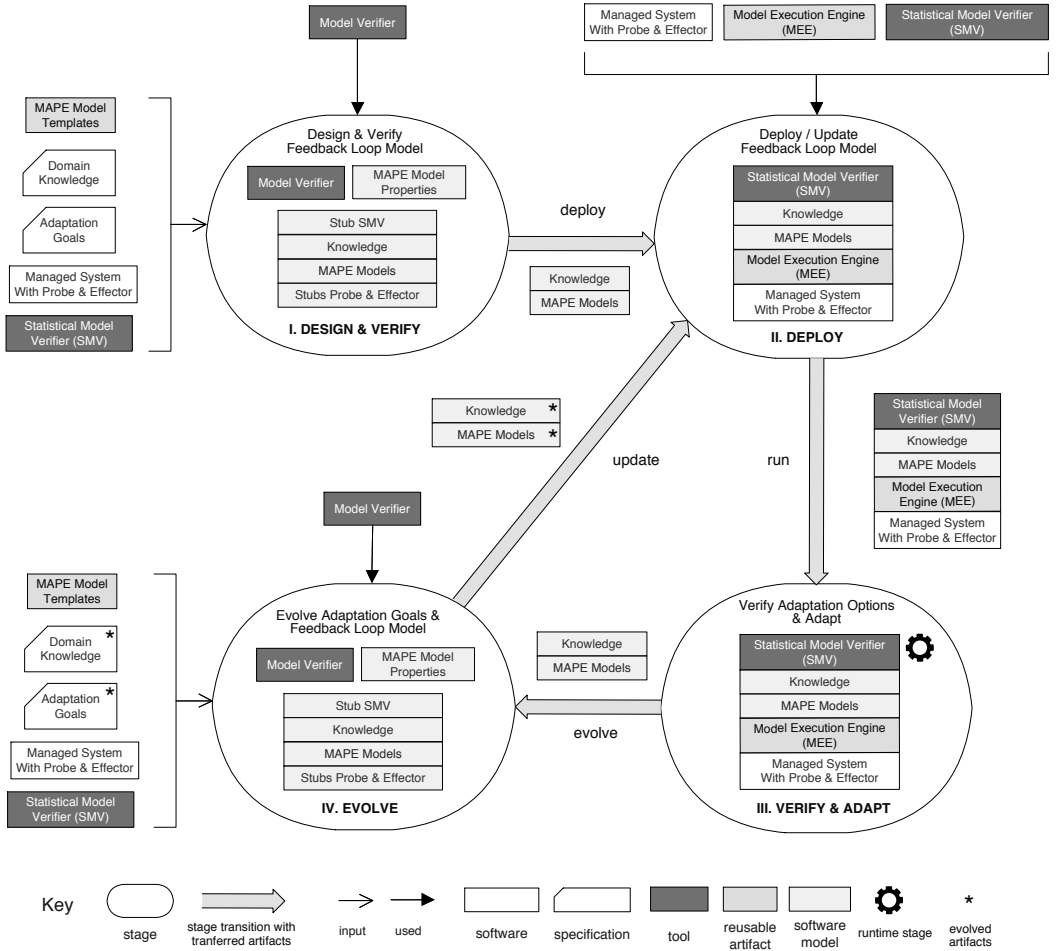 Model Verifier
Managed System
With Probe & Effector
Model Execution Engine
(MEE)
Statistical Model Verifier
(SMV)
MAPE Model
Templates
Domain
Knowledge
Adaptation
Goals
Managed System
With Probe & Effector
Statistical Model
Verifier (SMV)
Design & Verify
Feedback Loop Model
Model Verifier
MAPE Model
Properties
Stub SMV
Knowledge
MAPE Models
Stubs Probe & Effector
I. DESIGN & VERIFY
deploy
Knowledge
MAPE Models
Deploy / Update
Feedback Loop Model
Statistical Model Verifier
(SMV)
Knowledge
MAPE Models
Model Execution Engine
(MEE)
Managed System
With Probe & Effector
II. DEPLOY
Knowledge *
MAPE Models *
update
run
Statistical Model
Verifier (SMV)
Knowledge
MAPE Models
Model Execution
Engine (MEE)
Managed System
With Probe & Effector
Model Verifier
MAPE Model
Templates
Domain
Knowledge
*
Adaptation
Goals
*
Managed System
With Probe & Effector
Statistical Model
Verifier (SMV)
Evolve Adaptation Goals &
Feedback Loop Model
Model Verifier
MAPE Model
Properties
Stub SMV
Knowledge
MAPE Models
Stubs Probe & Effector
IV. EVOLVE
Knowledge
MAPE Models
evolve
Verify Adaptation Options
& Adapt
Statistical Model Verifier
(SMV)
Knowledge
MAPE Models
Model Execution Engine
(MEE)
Managed System
With Probe & Effector
III. VERIFY & ADAPT
Key
stage
stage transition with
tranferred artifacts
input
used
software
specification
tool
reusable
artifact
software
model
runtime stage
*
evolved
artifacts